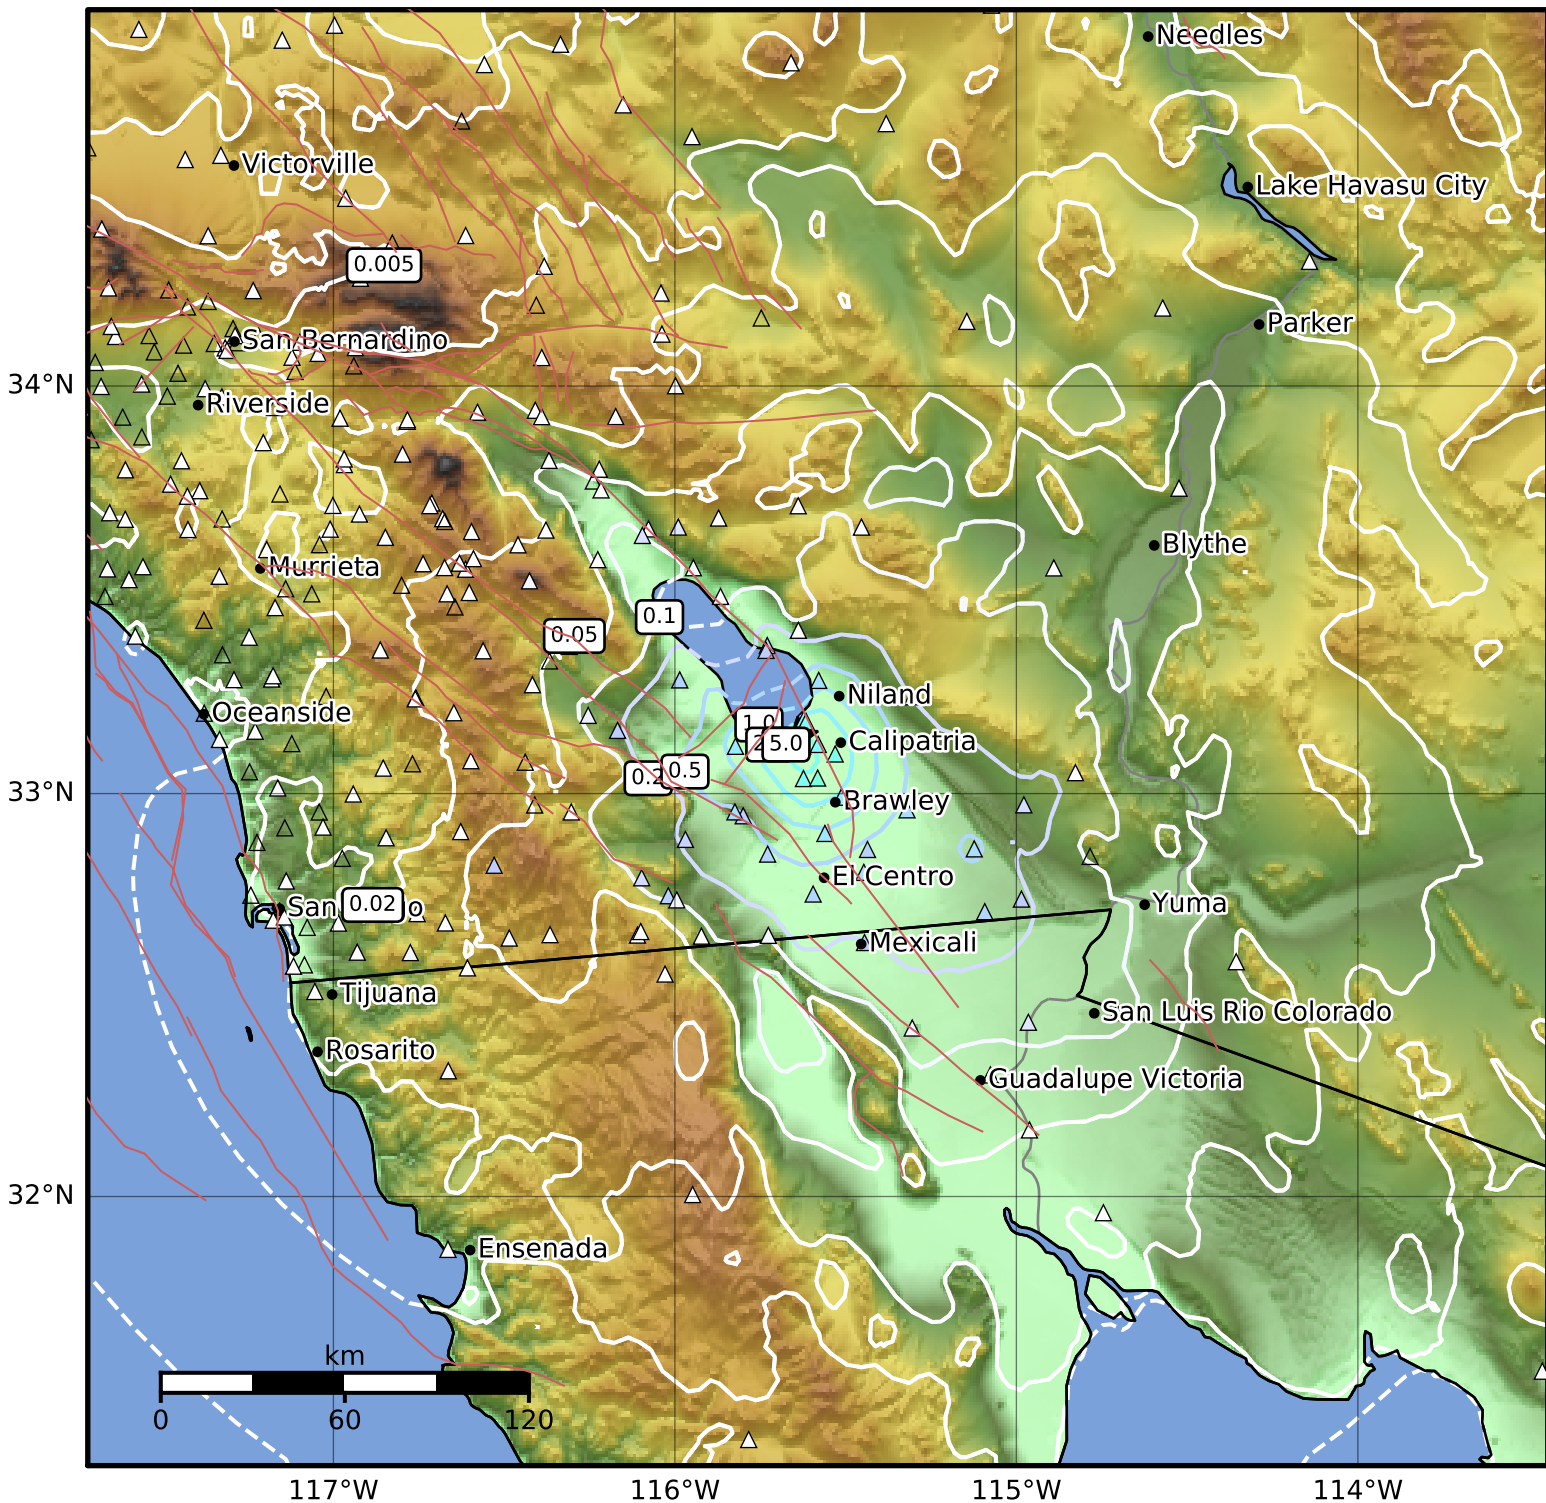 Needles
Victorville
Lake Havasu City
0.005
Parker
San Bernardino
34°N
Riverside
Blythe
Murrieta
0.1
0.05
Niland
Oceanside
1.0
5.0
Calipatria
0.5
33°N
Brawley
El Centro
0.02
Yuma
Mexicali
Tijuana
San Luis Rio Colorado
Rosarito
Guadalupe Victoria
32°N
Ensenada
km
0 60 120
117°W 116°W 115°W 114°W